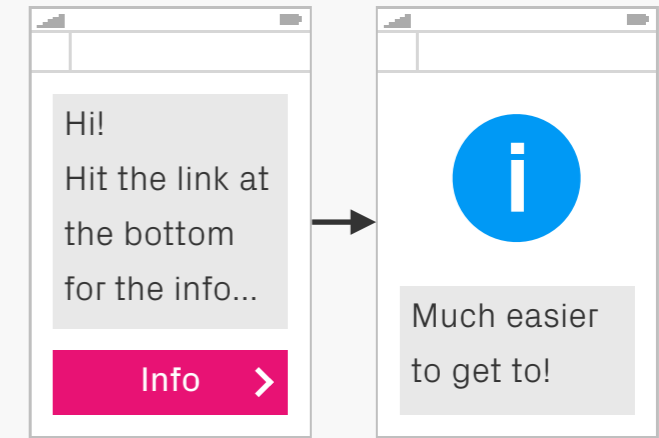 Hi!
Hit the link at
the bottom
for the info...
Info
i
Much easier
to get to!